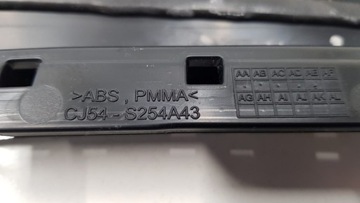 >ABS , PMMA<
CJ54 - S254A43
AA AB AC AD AE AF
AG AH AI AJ AK AL